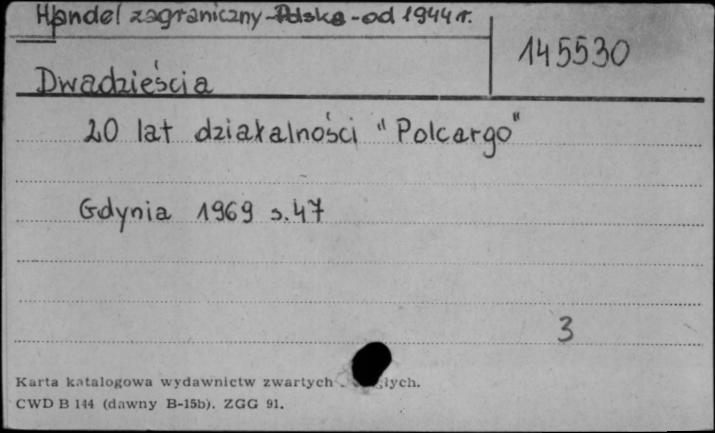 Handel zagraniczny - Polska - od 1944 r.
145530
Dwadzieścia
20 lat działalności "Polcargo"
Gdynia 1969 s. 47
3
Karta katalogowa wydawnictw zwartych
CWD B 144 (dawny B-15b). ZGG 91.